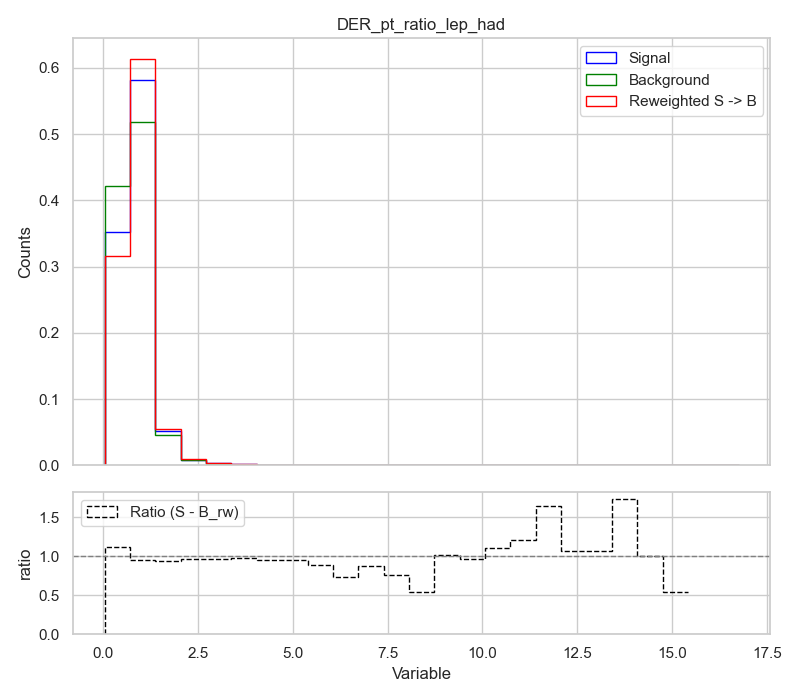 DER_pt_ratio_lep_had
Signal
Background
Reweighted S -> B
Counts
0.6
0.5
0.4
0.3
0.2
0.1
0.0
Ratio (S - B_rw)
ratio
1.5
1.0
0.5
0.0
0.0 2.5 5.0 7.5 10.0 12.5 15.0 17.5
Variable